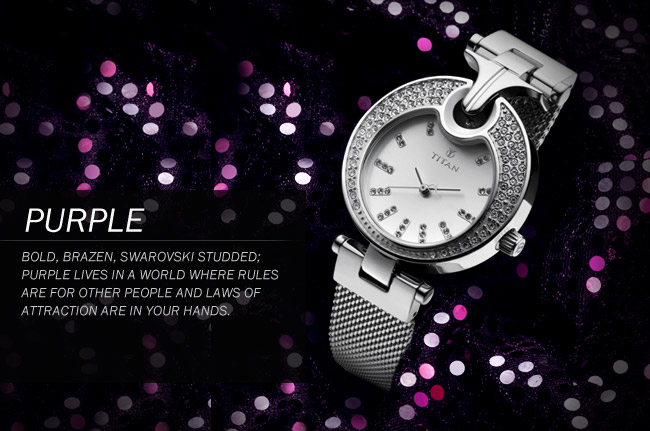 TITAN
PURPLE
BOLD, BRAZEN, SWAROVSKI STUDDED;
PURPLE LIVES IN A WORLD WHERE RULES
ARE FOR OTHER PEOPLE AND LAWS OF
ATTRACTION ARE IN YOUR HANDS.